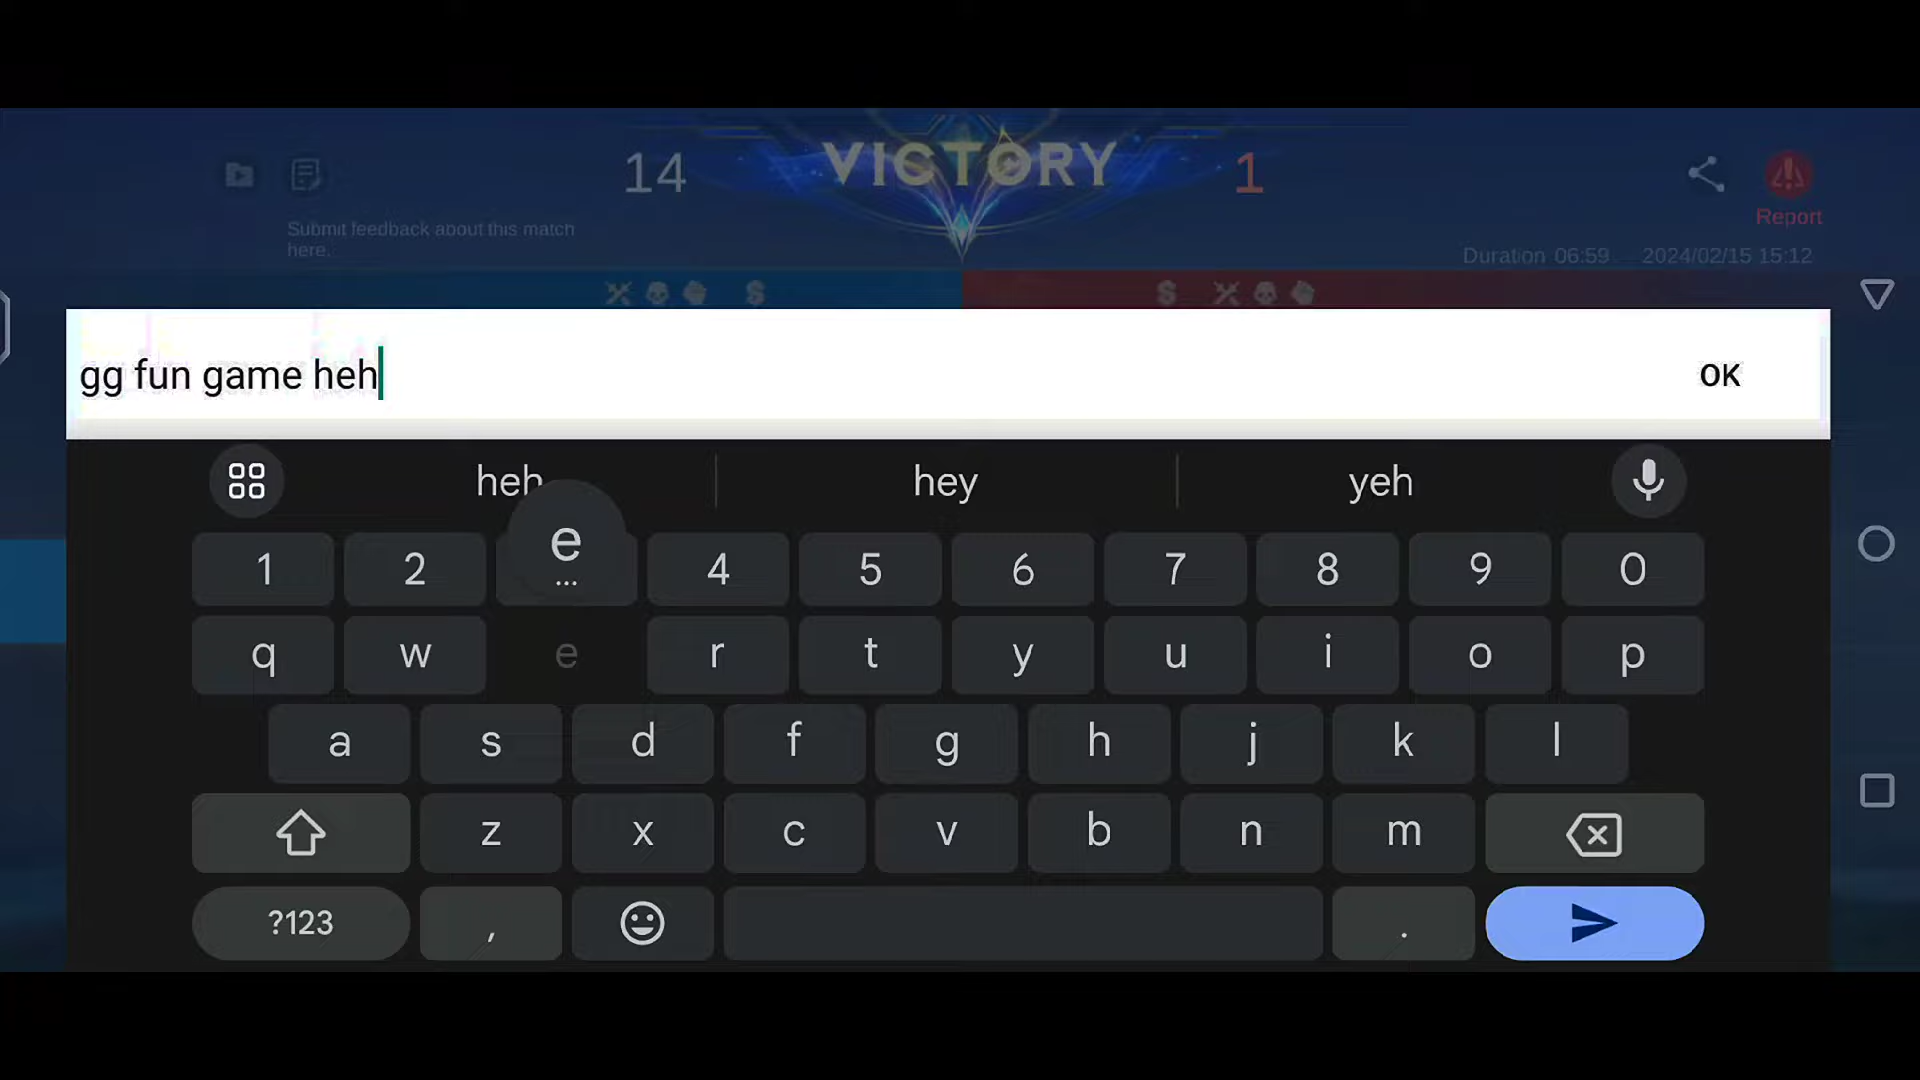 14 VICTORY 1
Submit feedback about this match
here.
Report
Duration 06:59 2024/02/15 15:12
gg fun game heh OK
heh hey yeh
e
...
1 2 4 5 6 7 8 9 0
q w e r t y u i o p
a s d f g h j k l
z x c v b n m
?123 , .